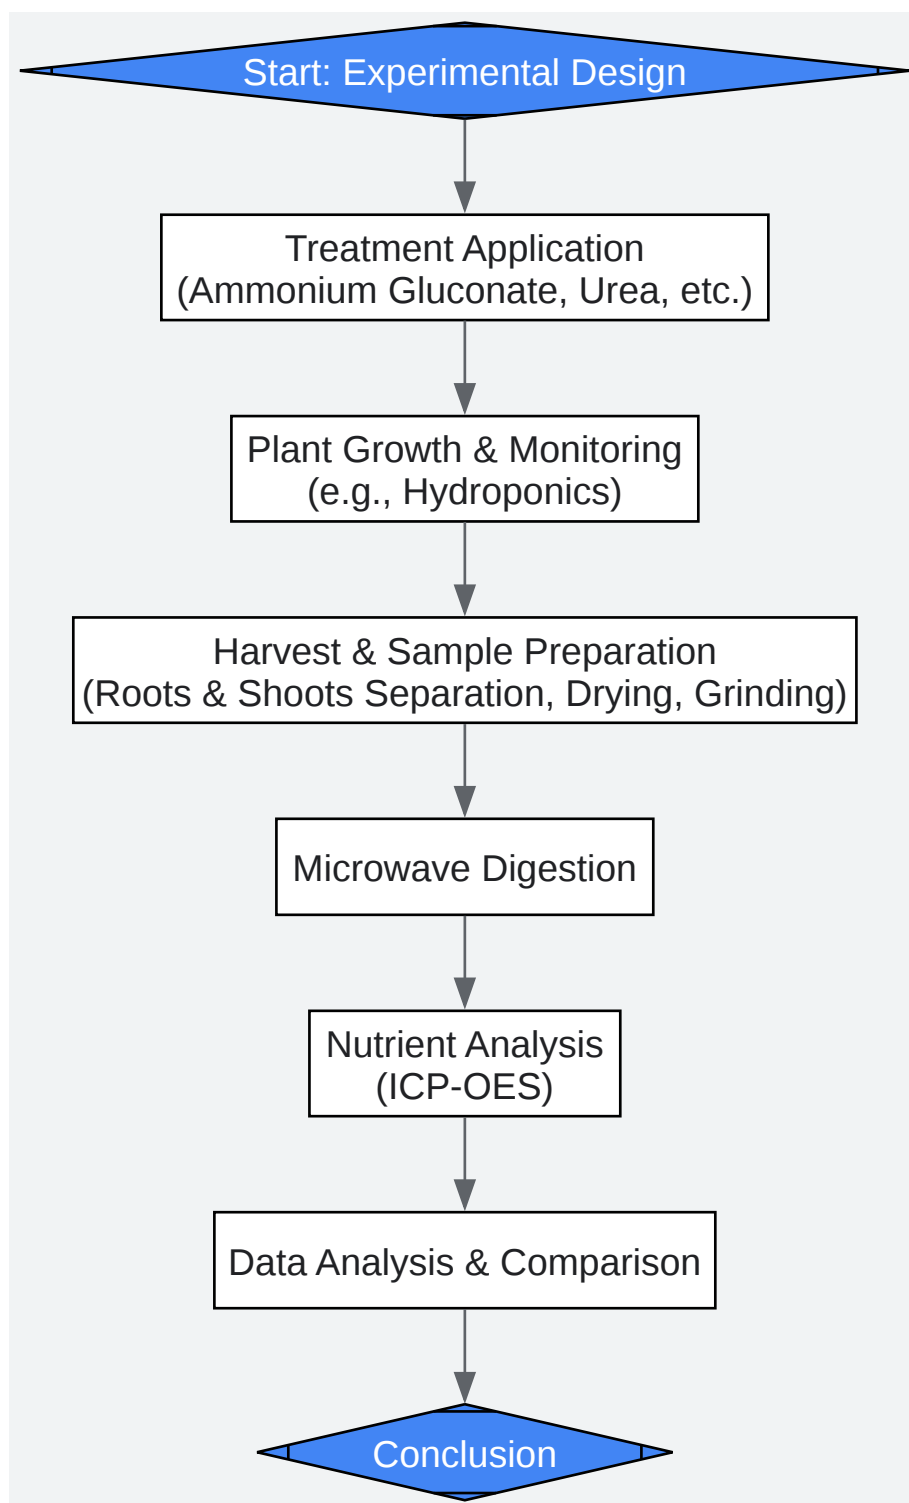 Start: Experimental Design
Treatment Application
(Ammonium Gluconate, Urea, etc.)
Plant Growth & Monitoring
(e.g., Hydroponics)
Harvest & Sample Preparation
(Roots & Shoots Separation, Drying, Grinding)
Microwave Digestion
Nutrient Analysis
(ICP-OES)
Data Analysis & Comparison
Conclusion